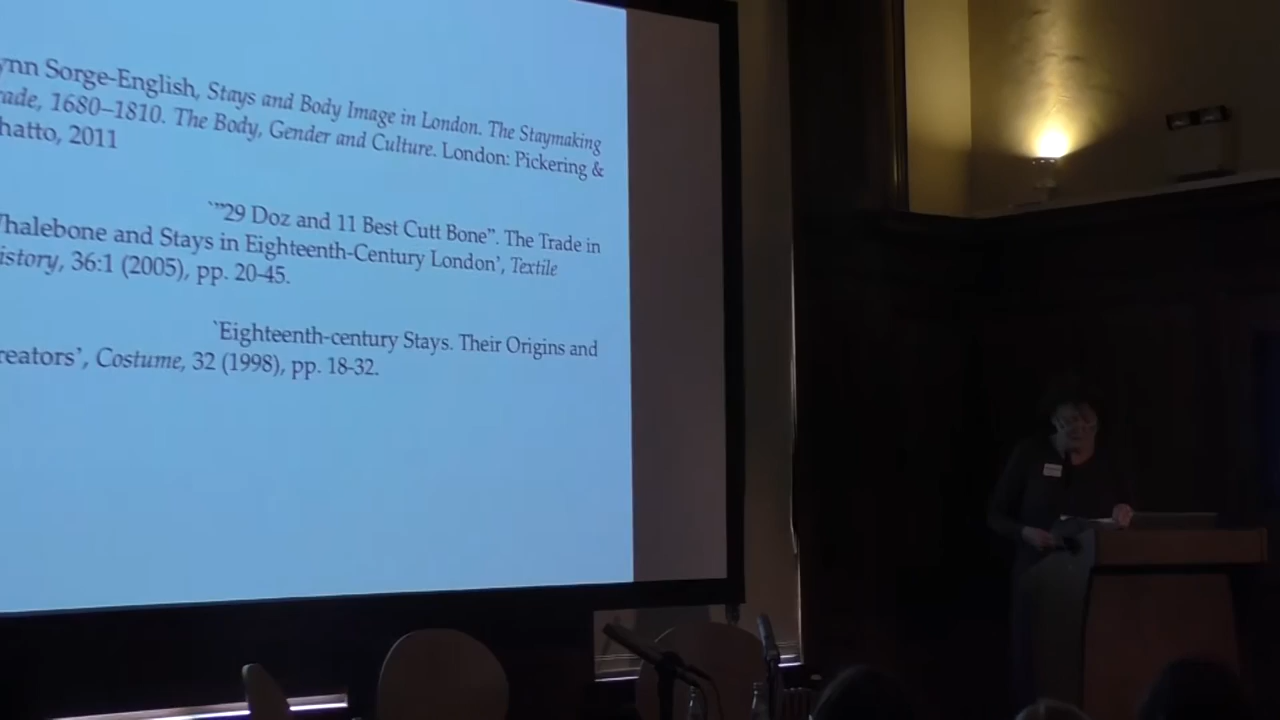 ynn Sorge-English, Stays and Body Image in London. The Staymaking
rade, 1680–1810. The Body, Gender and Culture. London: Pickering &
hatto, 2011
`"29 Doz and 11 Best Cutt Bone". The Trade in
halebone and Stays in Eighteenth-Century London', Textile
istory, 36:1 (2005), pp. 20-45.
`Eighteenth-century Stays. Their Origins and
reators', Costume, 32 (1998), pp. 18-32.